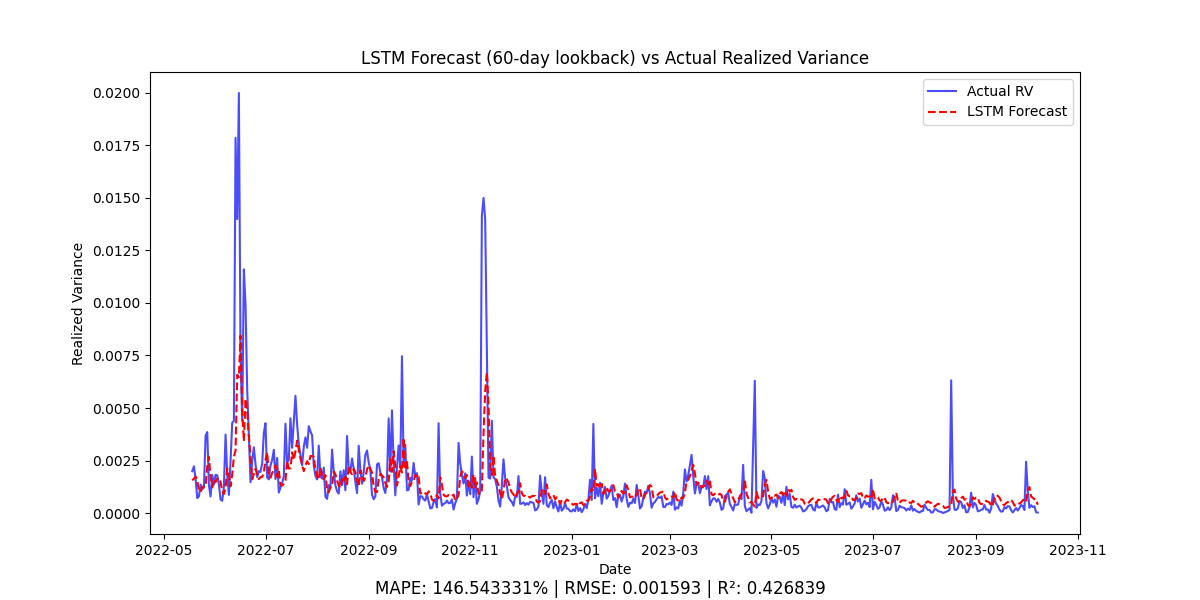 LSTM Forecast (60-day lookback) vs Actual Realized Variance
Actual RV
LSTM Forecast
Realized Variance
0.0200
0.0175
0.0150
0.0125
0.0100
0.0075
0.0050
0.0025
0.0000
2022-05 2022-07 2022-09 2022-11 2023-01 2023-03 2023-05 2023-07 2023-09 2023-11
Date
MAPE: 146.543331% | RMSE: 0.001593 | R²: 0.426839